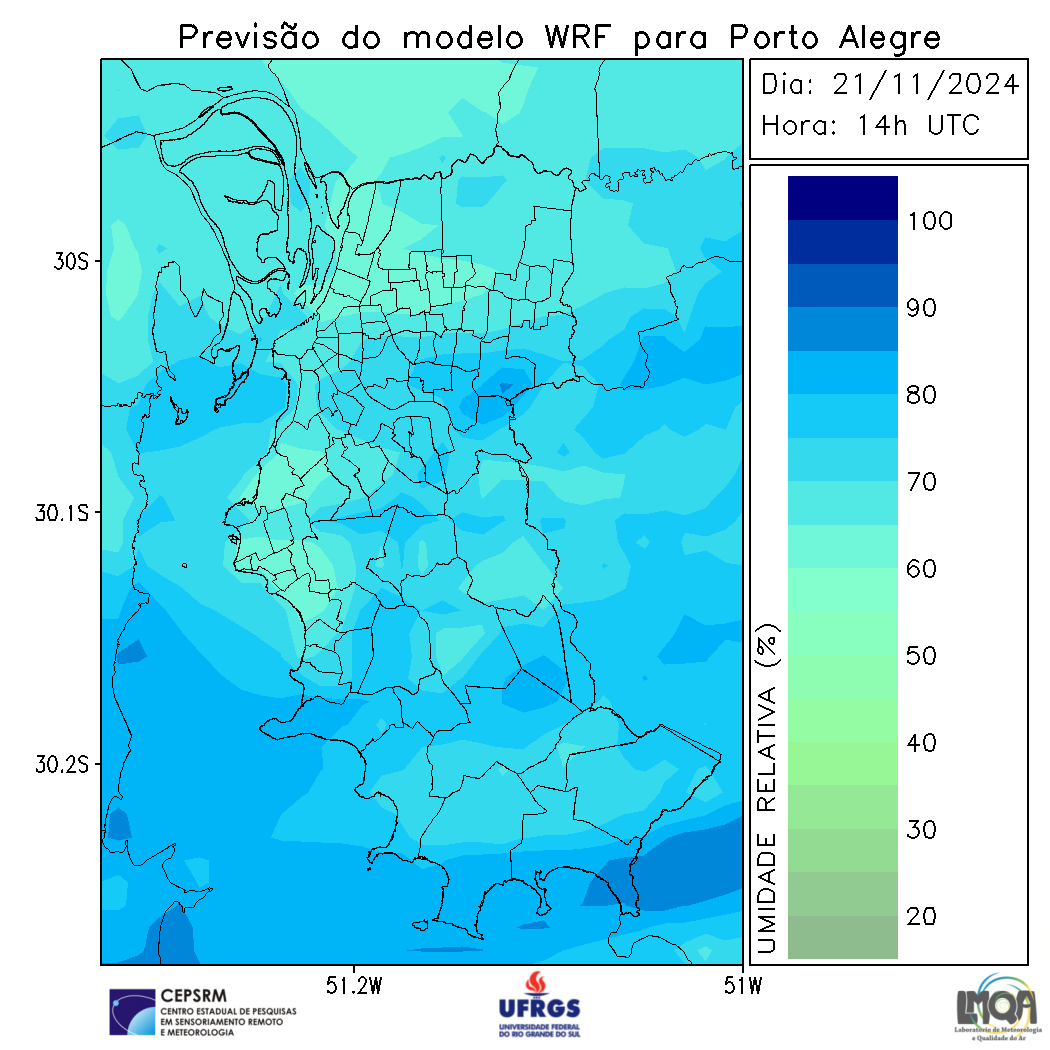 Previsão do modelo WRF para Porto Alegre
Dia: 21/11/2024
Hora: 14h UTC
100
90
80
70
60
50
40
30
20
UMIDADE RELATIVA (%)
30S
30.1S
30.2S
51.2W
51W
CEPSRM
CENTRO ESTADUAL DE PESQUISAS
EM SENSORIAMENTO REMOTO
E METEOROLOGIA
UFRGS
UNIVERSIDADE FEDERAL
DO RIO GRANDE DO SUL
LMQA
Laboratório de Meteorologia
e Qualidade do Ar